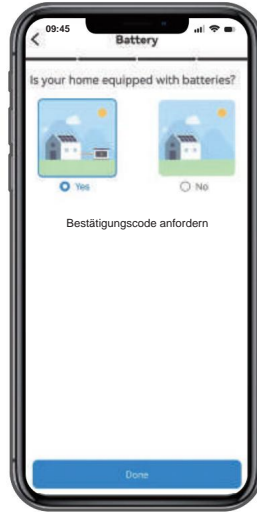 09:45
Battery
Is your home equipped with batteries?
Yes
No
Bestätigungscode anfordern
Done